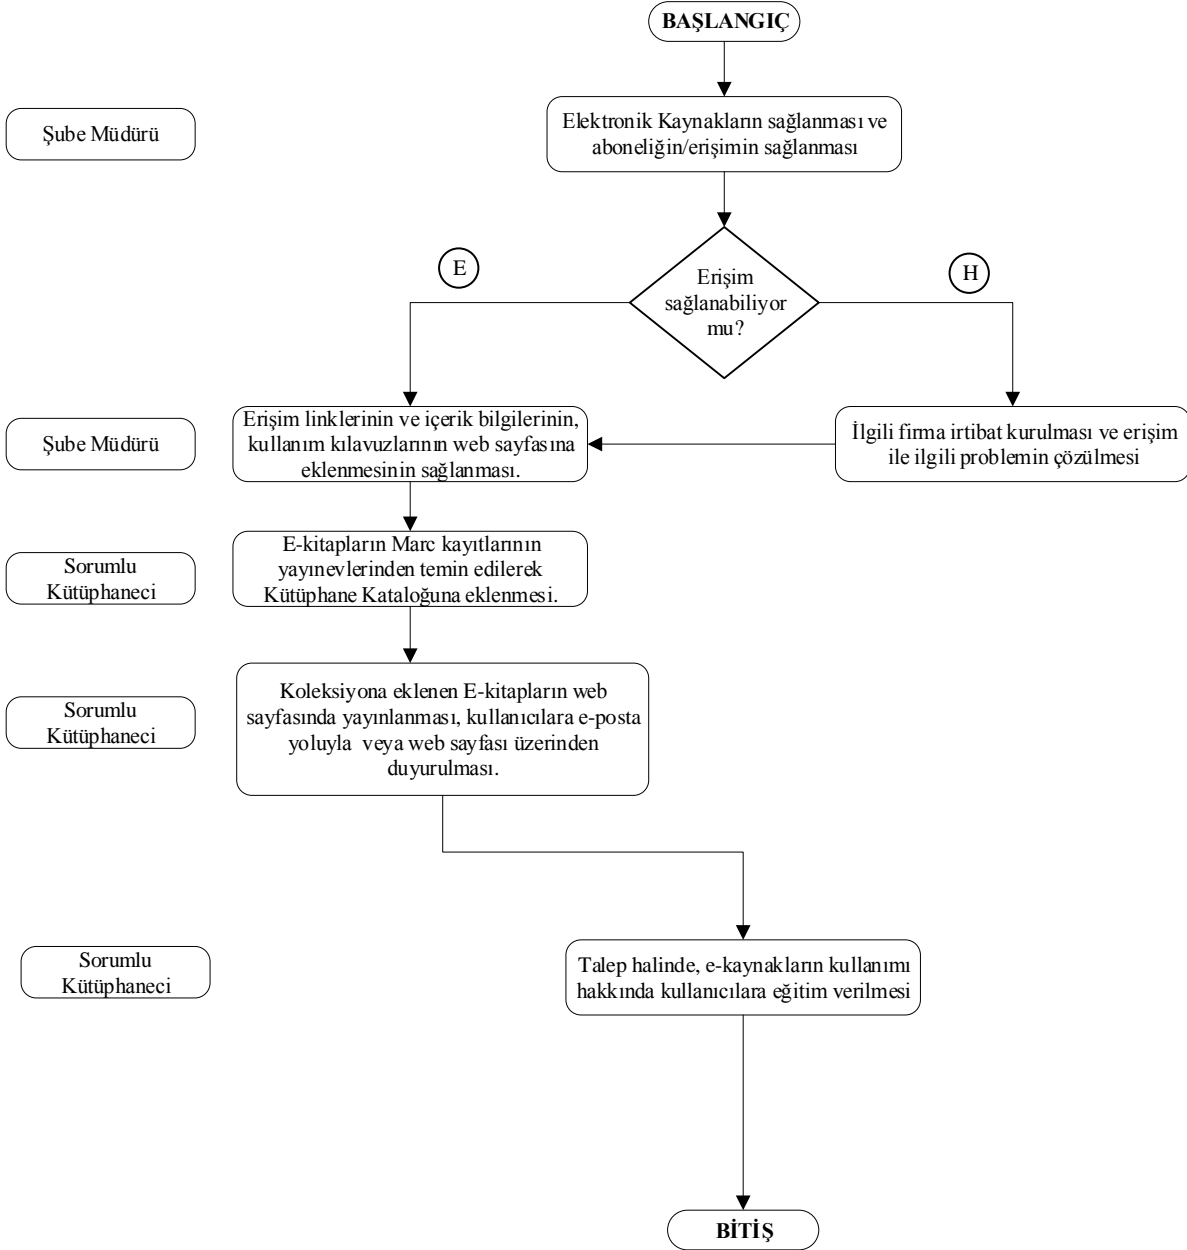 BAŞLANGIÇ
Şube Müdürü
Elektronik Kaynakların sağlanması ve
aboneliğin/erişimin sağlanması
E
H
Erişim
sağlanabiliyor
mu?
Şube Müdürü
Erişim linklerinin ve içerik bilgilerinin,
kullanım kılavuzlarının web sayfasına
eklenmesinin sağlanması.
İlgili firma irtibat kurulması ve erişim
ile ilgili problemin çözülmesi
Sorumlu
Kütüphaneci
E-kitapların Marc kayıtlarının
yayınevlerinden temin edilerek
Kütüphane Kataloğuna eklenmesi.
Sorumlu
Kütüphaneci
Koleksiyona eklenen E-kitapların web
sayfasında yayınlanması, kullanıcılara e-posta
yoluyla veya web sayfası üzerinden
duyurulması.
Sorumlu
Kütüphaneci
Talep halinde, e-kaynakların kullanımı
hakkında kullanıcılara eğitim verilmesi
BİTİŞ